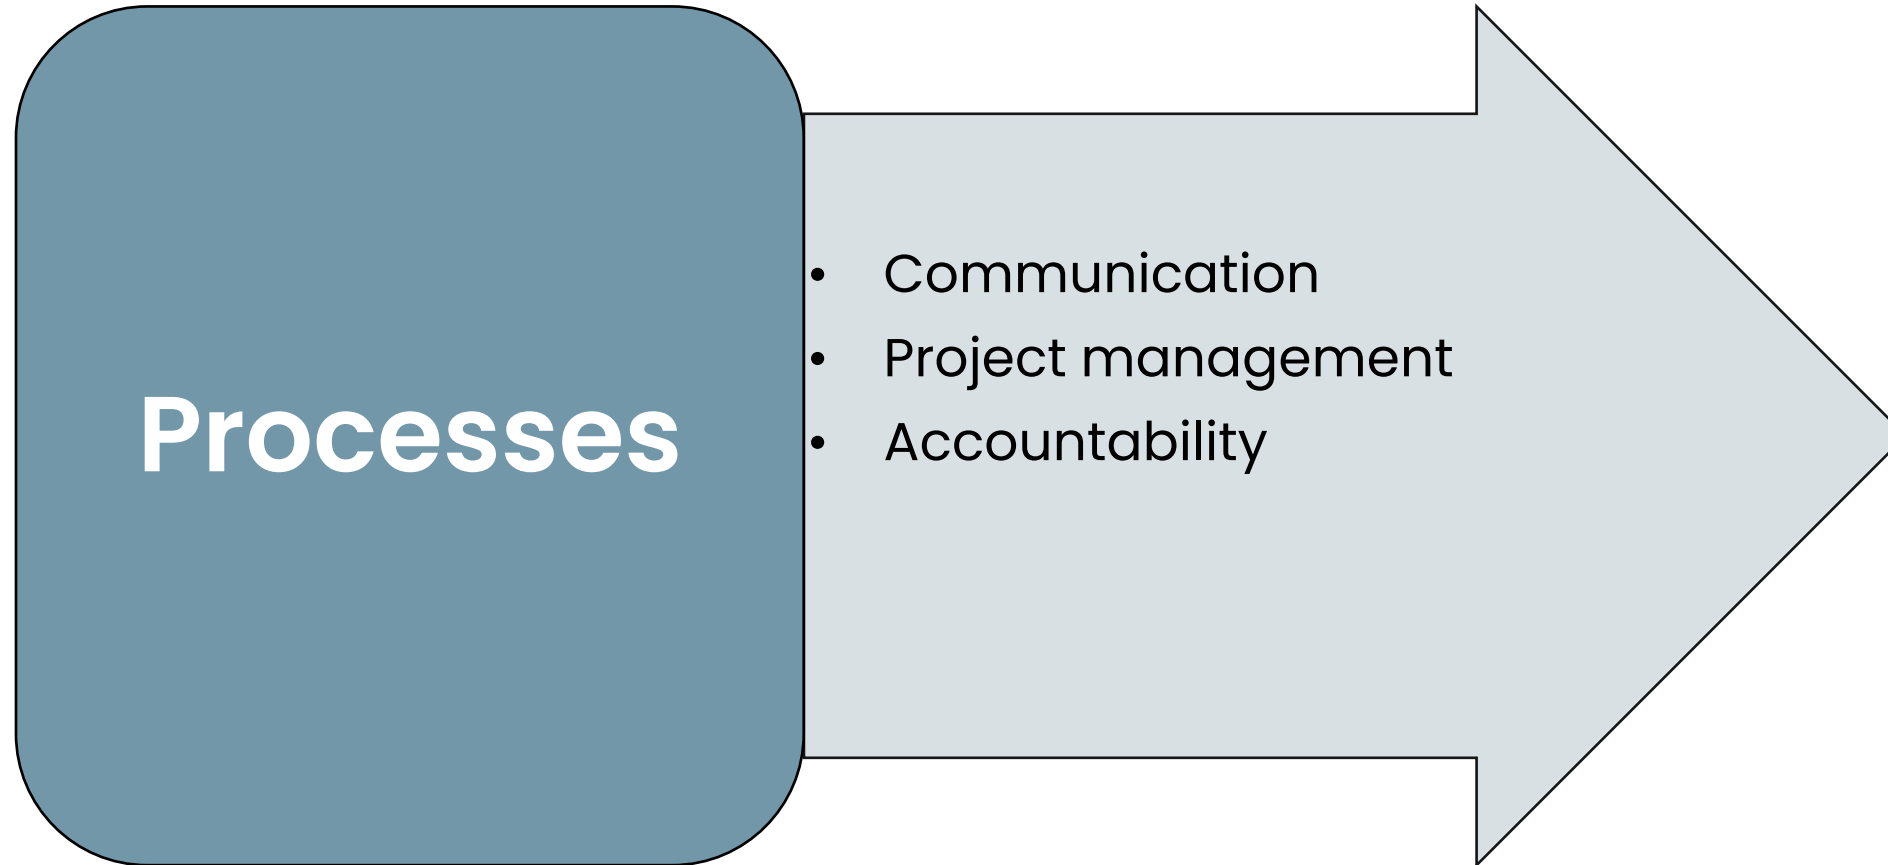 Processes
• Communication
• Project management
• Accountability